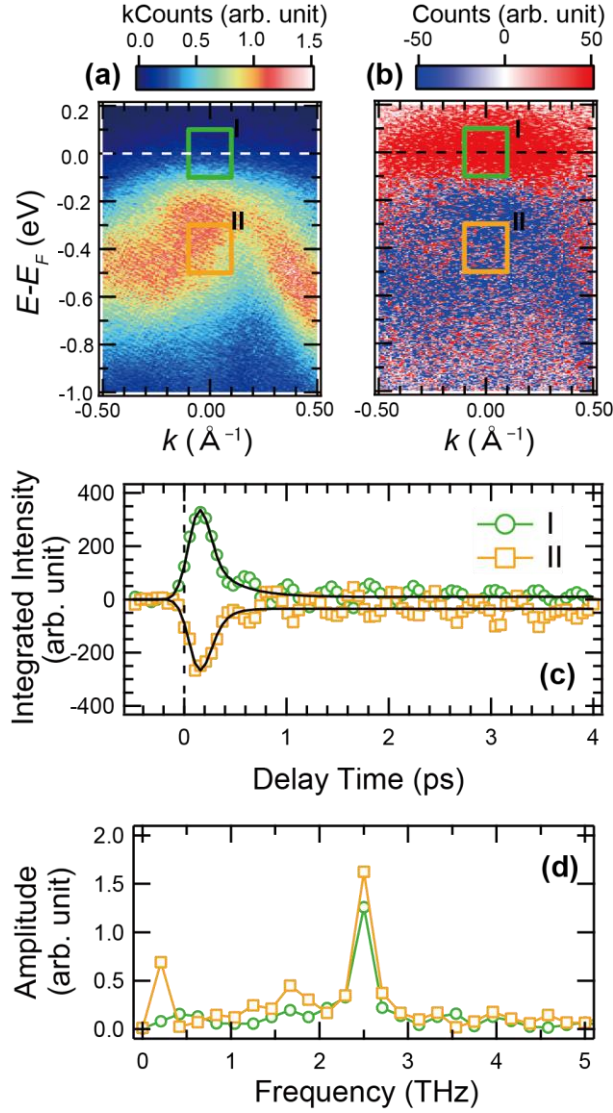 kCounts (arb. unit)
0.0 0.5 1.0 1.5
Counts (arb. unit)
-50 0 50
(a)
(b)
0.2
0.0
-0.2
-0.4
-0.6
-0.8
-1.0
E-E_F (eV)
I
II
I
II
-0.50 0.00 0.50
k (Å⁻¹)
-0.50 0.00 0.50
k (Å⁻¹)
Integrated Intensity
(arb. unit)
400
200
0
-200
-400
I
II
(c)
0 1 2 3 4
Delay Time (ps)
Amplitude
(arb. unit)
2.0
1.5
1.0
0.5
0.0
(d)
0 1 2 3 4 5
Frequency (THz)